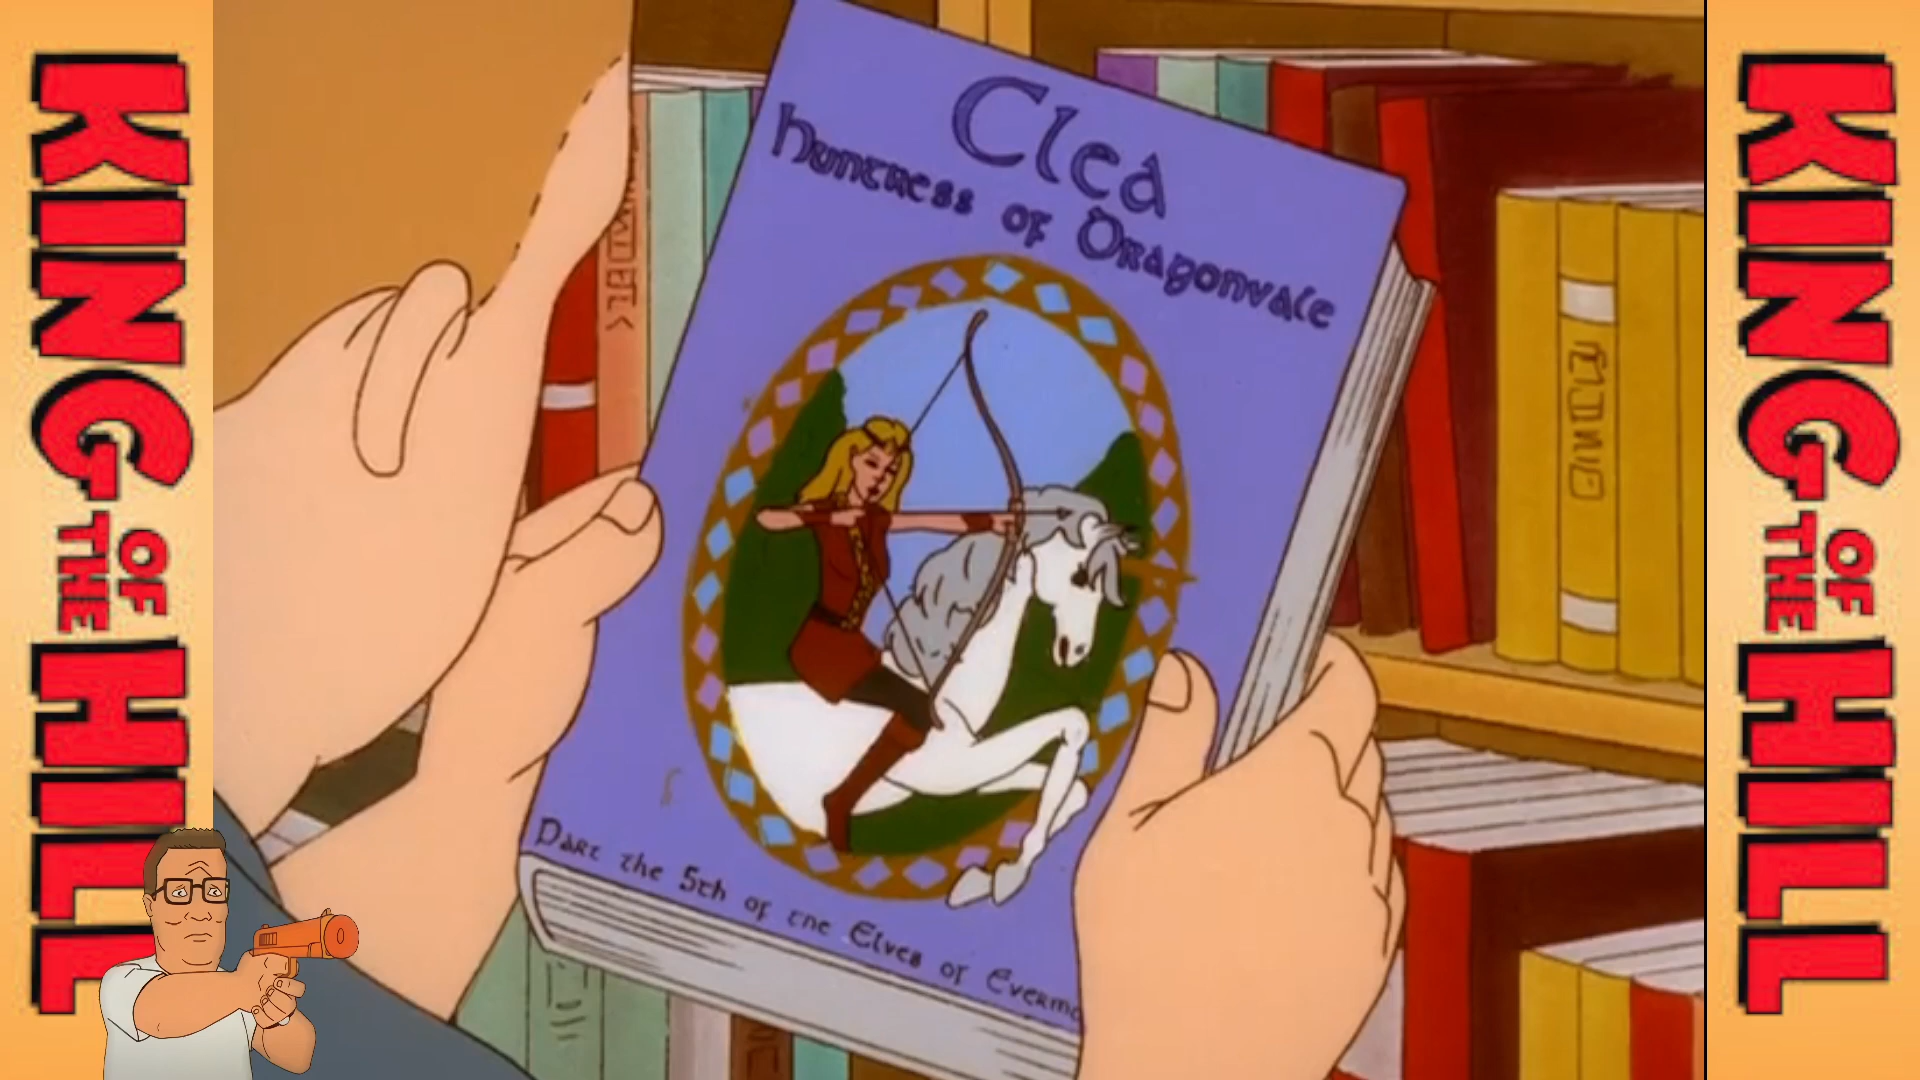 KING
OF
THE
HILL
Clea
Huntress of Dragonvale
Part the 5th of the Elves of
KING
OF
THE
HILL